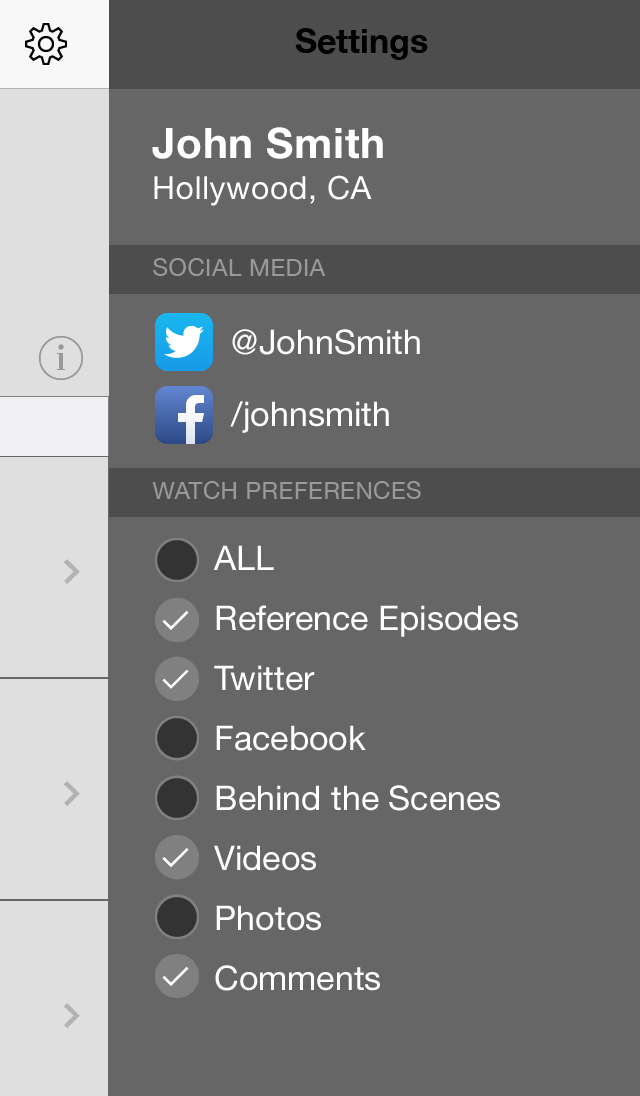 Settings
John Smith
Hollywood, CA
SOCIAL MEDIA
@JohnSmith
/johnsmith
WATCH PREFERENCES
ALL
Reference Episodes
Twitter
Facebook
Behind the Scenes
Videos
Photos
Comments